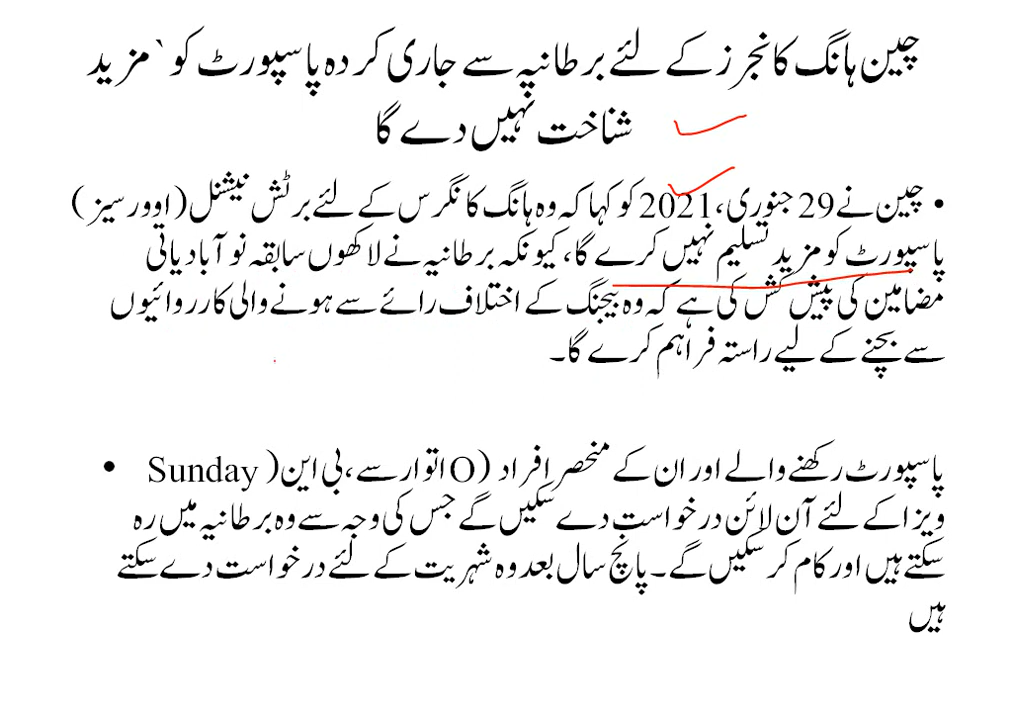 چین ہانگ کانجرز کے لئے برطانیہ سے جاری کردہ پاسپورٹ کو `مزید
شناخت نہیں دے گا
• چین نے 29 جنوری، 2021 کو کہا کہ وہ ہانگ کانگرس کے لئے برٹش نیشنل (اوورسیز)
پاسپورٹ کو مزید تسلیم نہیں کرے گا، کیونکہ برطانیہ نے لاکھوں سابقہ نوآبادیاتی
مضامین کی پیش کش کی ہے کہ وہ بیجنگ کے اختلاف رائے سے ہونے والی کارروائیوں
سے بچنے کے لیے راستہ فراہم کرے گا۔
• Sunday اتوار سے ،بی این( O) پاسپورٹ رکھنے والے اور ان کے منحصر افراد
ویزا کے لئے آن لائن درخواست دے سکیں گے جس کی وجہ سے وہ برطانیہ میں رہ
سکتے ہیں اور کام کر سکیں گے۔ پانچ سال بعد وہ شہریت کے لئے درخواست دے سکتے
ہیں